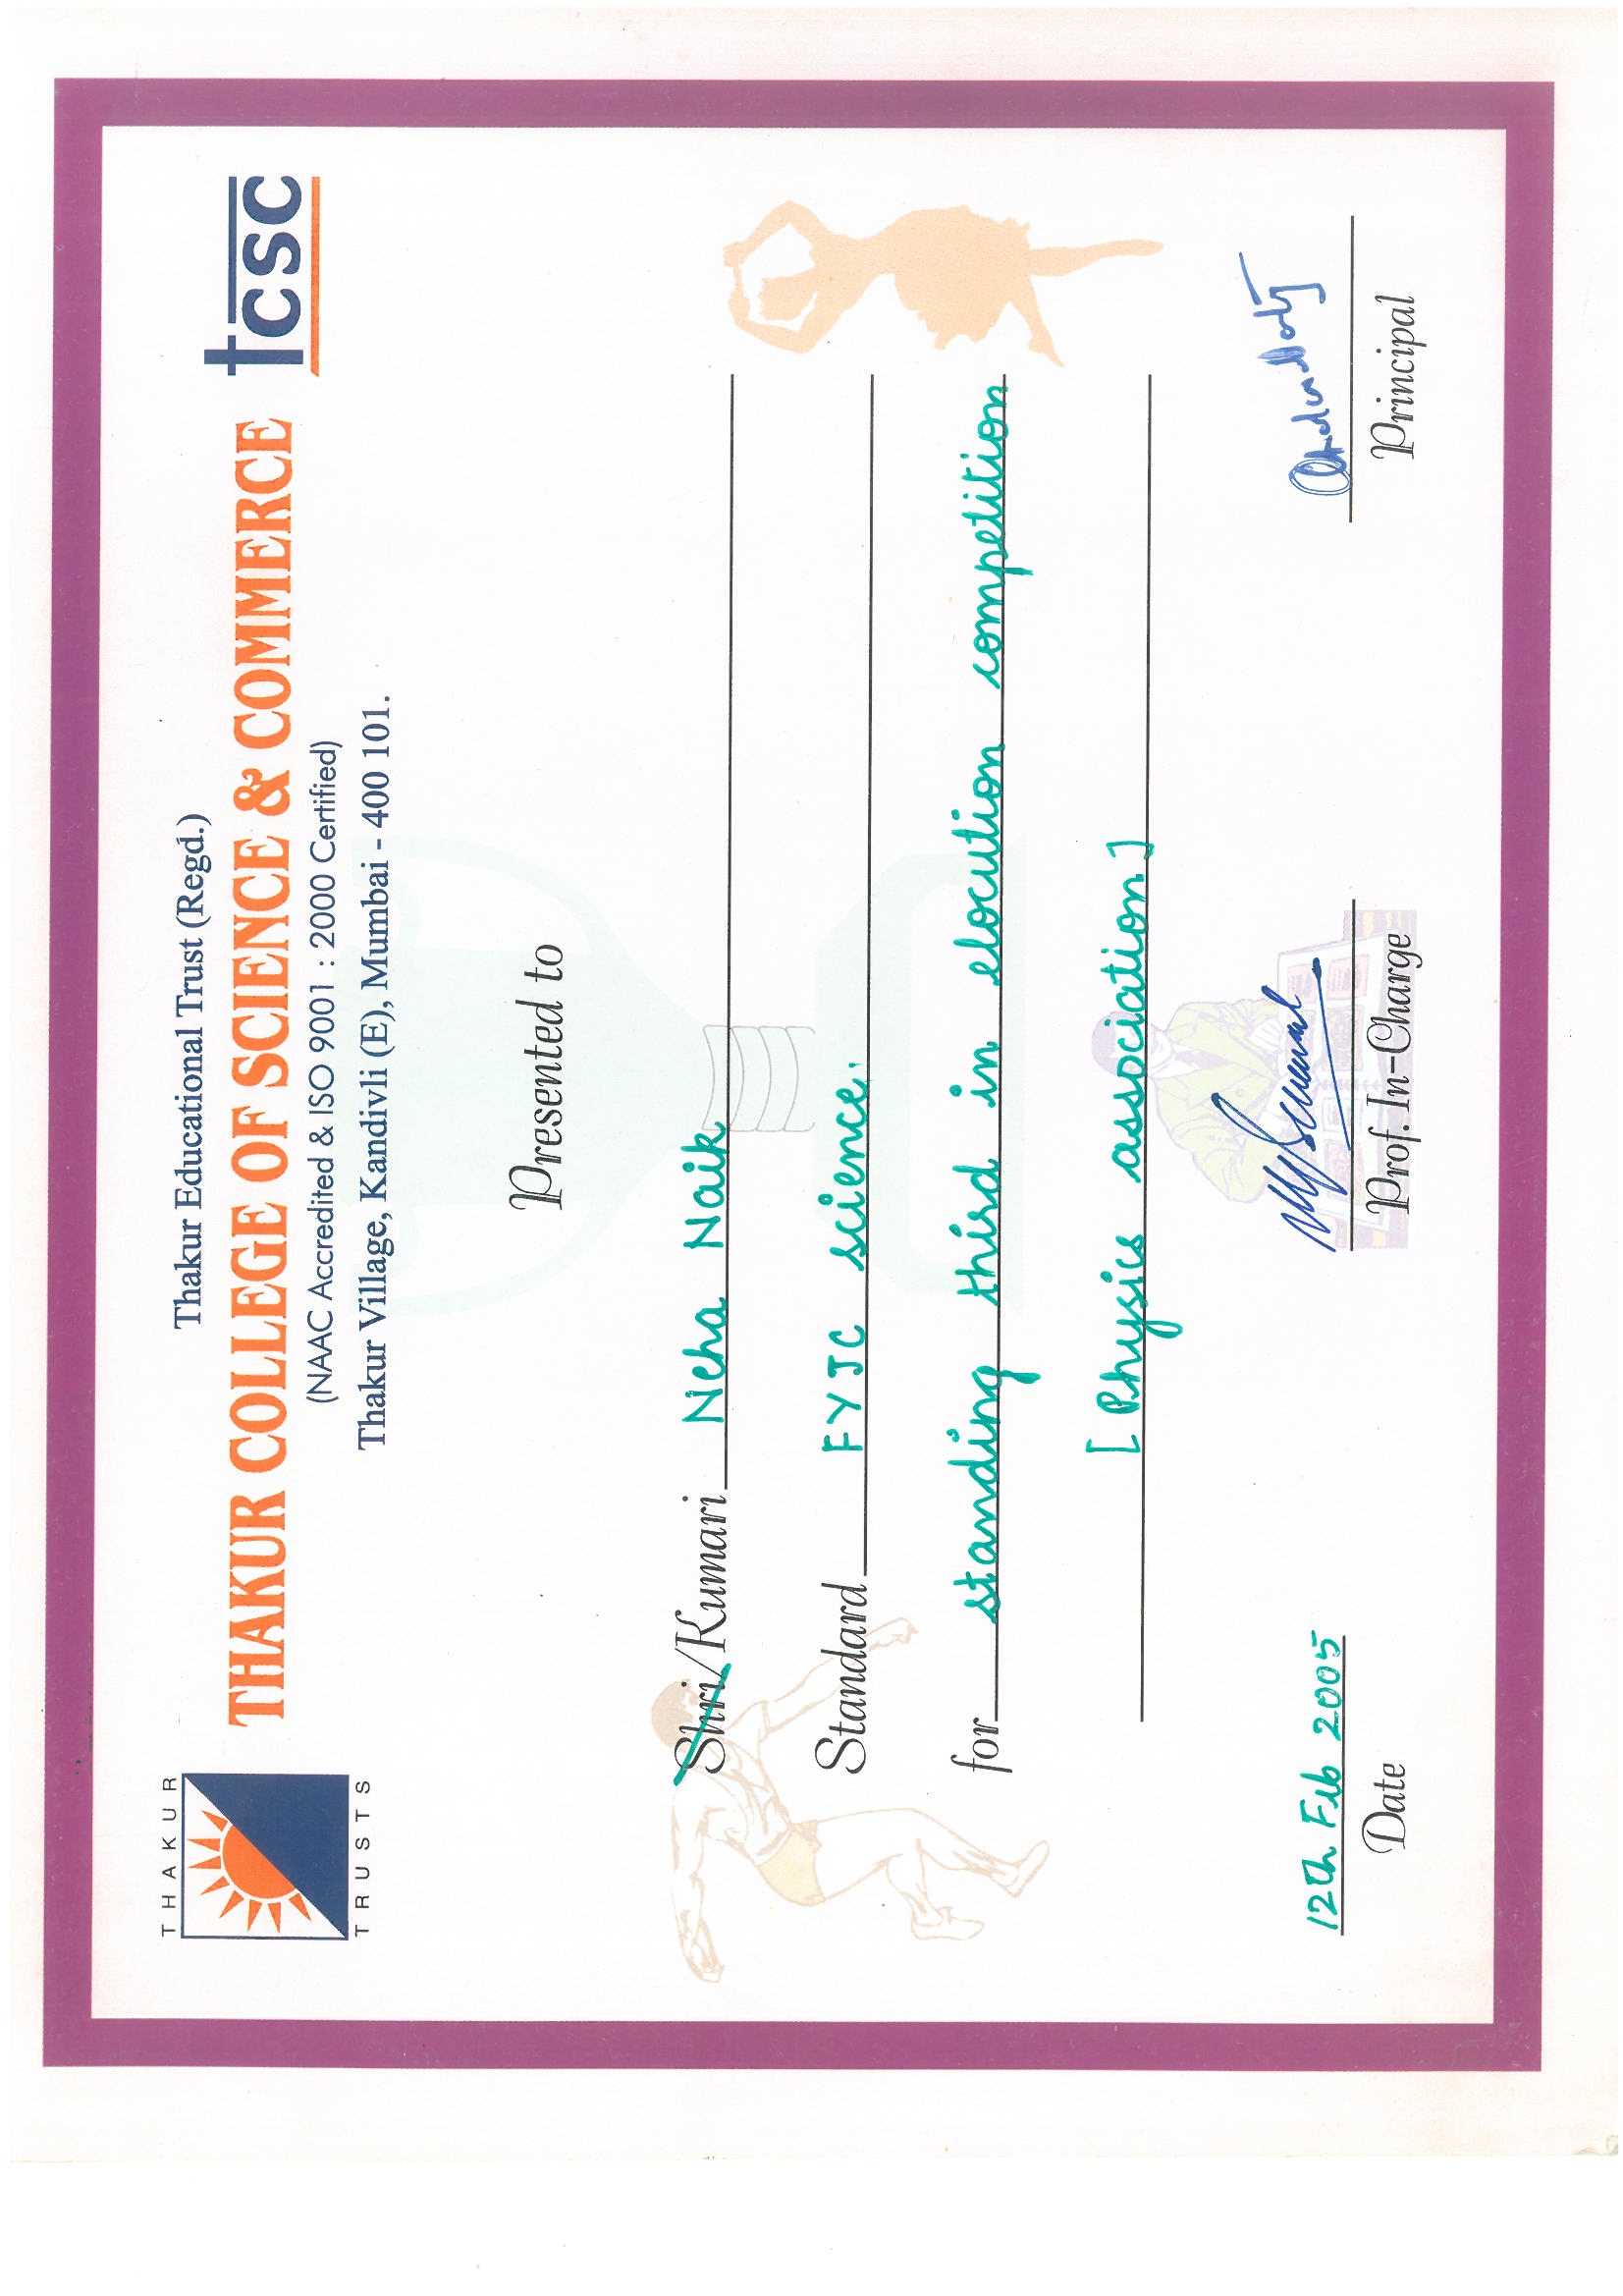 THAKUR
TRUSTS
Thakur Educational Trust (Regd.)
THAKUR COLLEGE OF SCIENCE & COMMERCE
(NAAC Accredited & ISO 9001 : 2000 Certified)
Thakur Village, Kandivli (E), Mumbai - 400 101.
tcsc
Presented to
Shri/Kumari Neha Naik
Standard FYJC science.
for standing third in elocution competition
[Physics association]
12th Feb 2005
Date
Prof. In-Charge
Principal